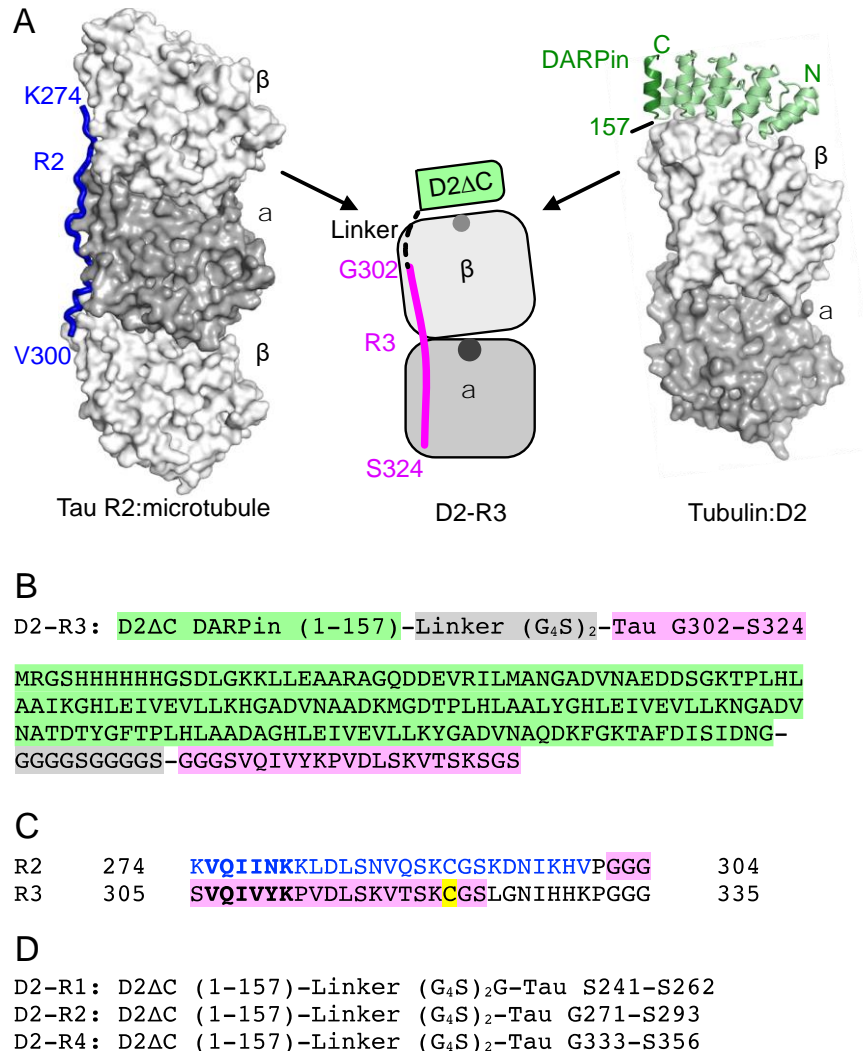 A
K274
R2
V300
β
a
β
Tau R2:microtubule
D2ΔC
Linker
G302
β
R3
a
S324
D2-R3
DARPin
C
N
157
β
a
Tubulin:D2
B
D2-R3: D2ΔC DARPin (1-157)-Linker (G₄S)₂-Tau G302-S324
MRGSHHHHHHGSDLGKKLLEAARAGQDDEVRILMANGADVNAEDDSGKTPLHL
AAIKGHLEIVEVLLKHGADVNAADKMGDTPLHLAALYGHLEIVEVLLKNGADV
NATDTYGFTPLHLAADAGHLEIVEVLLKYGADVNAQDKFGKTAFDISIDNG-
GGGGSGGGGS-GGGSVQIVYKPVDLSKVTSKSGS
C
R2 274 KVQIINKKLDLSNVQSKCGSKDNIKHVPGGG 304
R3 305 SVQIVYKPVDLSKVTSKCGSLGNIHHKPGGG 335
D
D2-R1: D2ΔC (1-157)-Linker (G₄S)₂G-Tau S241-S262
D2-R2: D2ΔC (1-157)-Linker (G₄S)₂-Tau G271-S293
D2-R4: D2ΔC (1-157)-Linker (G₄S)₂-Tau G333-S356